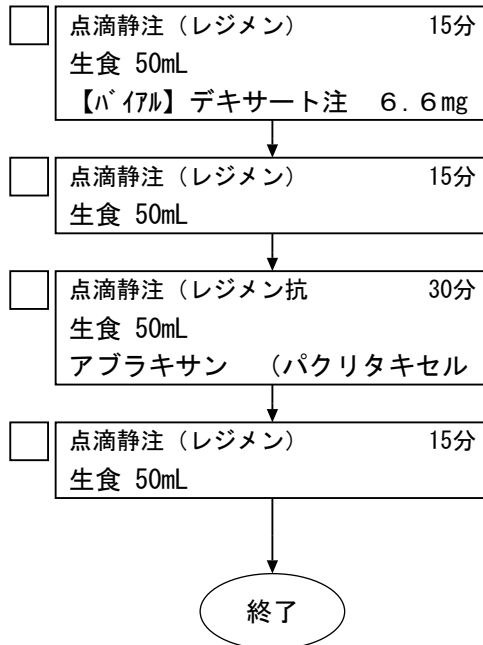 点滴静注（レジメン） 15分
生食 50mL
【ﾊﾞｲｱﾙ】デキサート注　６．６mg
点滴静注（レジメン） 15分
生食 50mL
点滴静注（レジメン抗 30分
生食 50mL
アブラキサン　（パクリタキセル
点滴静注（レジメン） 15分
生食 50mL
終了